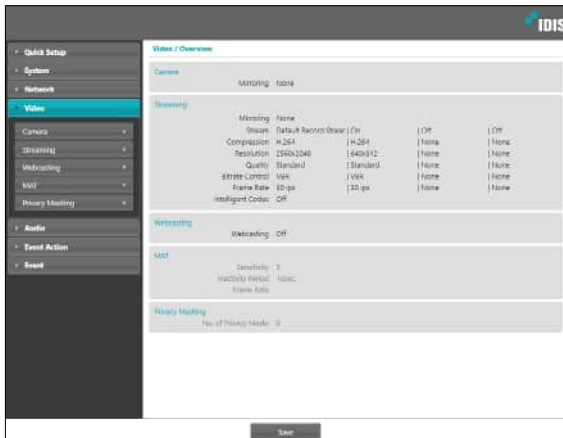 IDIS
Quick Setup
System
Network
Video
Camera
Streaming
Webcasting
MAT
Privacy Masking
Audio
Event Action
Event
Video / Overview
Camera
Mirroring None
Streaming
Mirroring None
Stream Default Record Stream | On | Off | Off
Compression H.264 | H.264 | None | None
Resolution 2560x2048 | 640x512 | None | None
Quality Standard | Standard | None | None
Bitrate Control VBR | VBR | None | None
Frame Rate 30 ips | 30 ips | None | None
Intelligent Codec Off
Webcasting
Webcasting Off
MAT
Sensitivity 3
Inactivity Period
Frame Rate
Privacy Masking
No. of Privacy Masks 0
Save